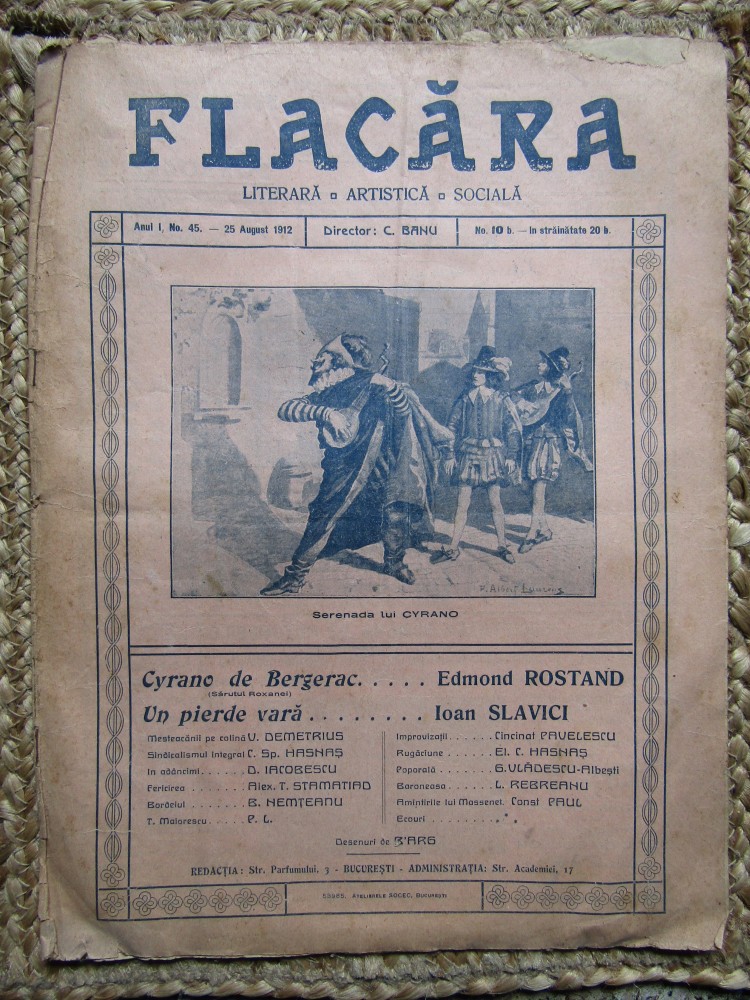 FLACĂRA
LITERARĂ ▫ ARTISTICĂ ▫ SOCIALĂ
Anul I, No. 45. — 25 August 1912
Director: C. BANU
No. 10 b. — In străinătate 20 b.
Serenada lui CYRANO
Cyrano de Bergerac. . . . . Edmond ROSTAND
(Sărutul Roxanei)
Un pierde vară . . . . . . . . Ioan SLAVICI
Mesteacănii pe colină V. DEMETRIUS
Sindicalismul integral C. Sp. HASNAȘ
In adâncimi . . . . . . D. IACOBESCU
Fericirea . . . . . . . Alex. T. STAMATIAD
Bordeiul . . . . . . . B. NEMȚEANU
T. Maiorescu . . . . . P. L.
Improvizații . . . . . . Cincinat PAVELESCU
Rugăciune . . . . . . . El. C. HASNAȘ
Poporală . . . . . . . G. VLĂDESCU-Albești
Baroneasa . . . . . . . L. REBREANU
Amintirile lui Massenet. Const PAUL
Ecouri . . . . . . . . * * *
Desenuri de B'ARG
REDACȚIA: Str. Parfumului, 3 - BUCUREȘTI - ADMINISTRAȚIA: Str. Academiei, 17
ATELIERELE SOCEC, BUCUREȘTI